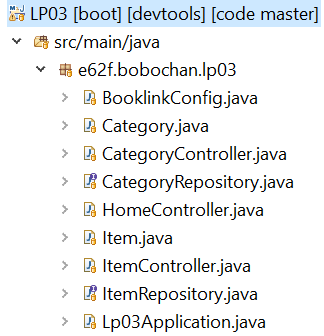 LP03 [boot] [devtools] [code master]
src/main/java
e62f.bobochan.lp03
BooklinkConfig.java
Category.java
CategoryController.java
CategoryRepository.java
HomeController.java
Item.java
ItemController.java
ItemRepository.java
Lp03Application.java